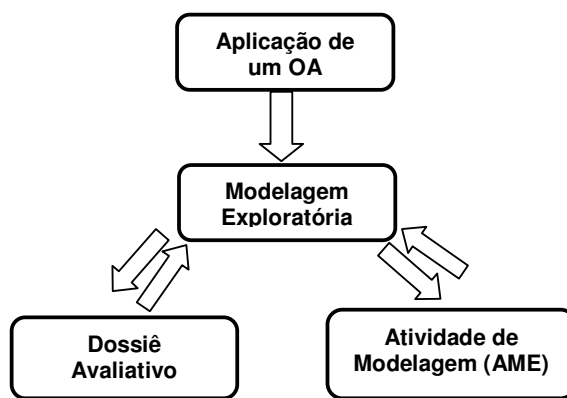 Aplicação de
um OA
Modelagem
Exploratória
Dossiê
Avaliativo
Atividade de
Modelagem (AME)